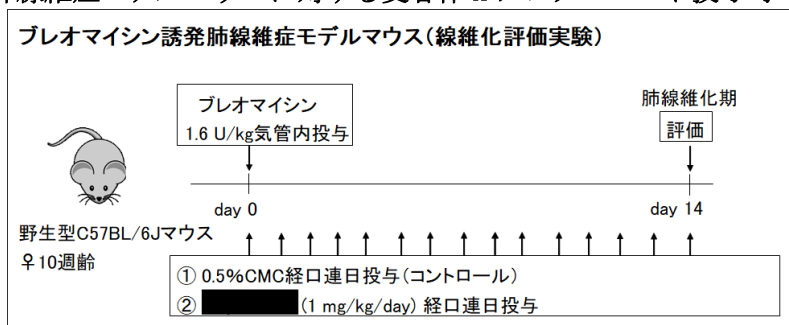 ブレオマイシン誘発肺線維症モデルマウス(線維化評価実験)
ブレオマイシン
1.6 U/kg気管内投与
肺線維化期
評価
day 0
day 14
野生型C57BL/6Jマウス
♀10週齢
① 0.5%CMC経口連日投与(コントロール)
② (1 mg/kg/day) 経口連日投与